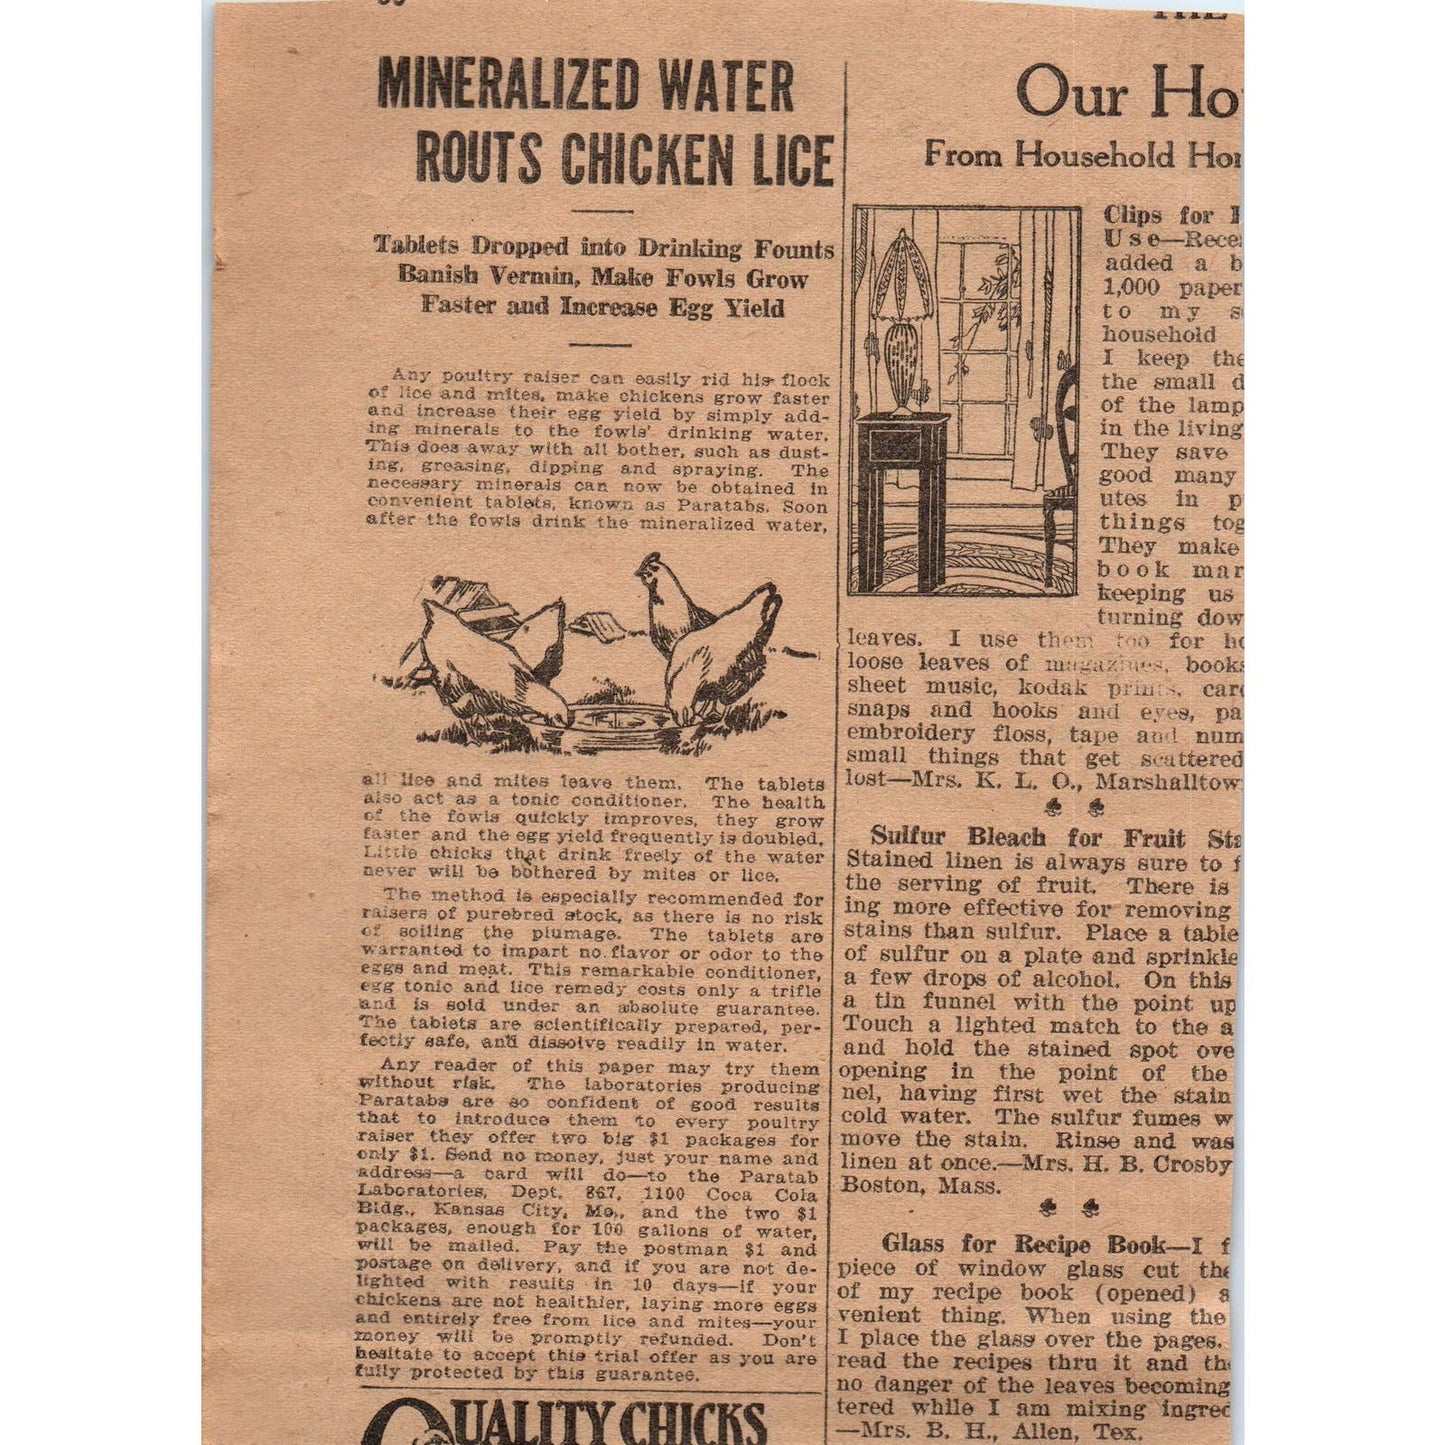 MINERALIZED WATER
ROUTS CHICKEN LICE
Tablets Dropped into Drinking Founts
Banish Vermin, Make Fowls Grow
Faster and Increase Egg Yield
Any poultry raiser can easily rid his flock
of lice and mites, make chickens grow faster
and increase their egg yield by simply add-
ing minerals to the fowls' drinking water.
This does away with all bother, such as dust-
ing, greasing, dipping and spraying. The
necessary minerals can now be obtained in
convenient tablets, known as Paratabs. Soon
after the fowls drink the mineralized water,
all lice and mites leave them. The tablets
also act as a tonic conditioner. The health
of the fowls quickly improves, they grow
faster and the egg yield frequently is doubled.
Little chicks that drink freely of the water
never will be bothered by mites or lice.
The method is especially recommended for
raisers of purebred stock, as there is no risk
of soiling the plumage. The tablets are
warranted to impart no flavor or odor to the
eggs and meat. This remarkable conditioner,
egg tonic and lice remedy costs only a trifle
and is sold under an absolute guarantee.
The tablets are scientifically prepared, per-
fectly safe, and dissolve readily in water.
Any reader of this paper may try them
without risk. The laboratories producing
Paratabs are so confident of good results
that to introduce them to every poultry
raiser they offer two big $1 packages for
only $1. Send no money, just your name and
address—a card will do—to the Paratab
Laboratories, Dept. 867, 1100 Coca Cola
Bldg., Kansas City, Mo., and the two $1
packages, enough for 100 gallons of water,
will be mailed. Pay the postman $1 and
postage on delivery, and if you are not de-
lighted with results in 10 days—if your
chickens are not healthier, laying more eggs
and entirely free from lice and mites—your
money will be promptly refunded. Don't
hesitate to accept this trial offer as you are
fully protected by this guarantee.
QUALITY CHICKS
Our Ho
From Household Hor
Clips for
Use—Rece
added a b
1,000 paper
to my s
household
I keep the
the small d
of the lamp
in the living
They save
good many
utes in p
things tog
They make
book mar
keeping us
turning dow
leaves. I use them too for ho
loose leaves of magazines, books
sheet music, kodak prints, car
snaps and hooks and eyes, pa
embroidery floss, tape and num
small things that get scattered
lost—Mrs. K. L. O., Marshalltow
Sulfur Bleach for Fruit Sta
Stained linen is always sure to f
the serving of fruit. There is
ing more effective for removing
stains than sulfur. Place a table
of sulfur on a plate and sprinkle
a few drops of alcohol. On this
a tin funnel with the point up
Touch a lighted match to the a
and hold the stained spot ove
opening in the point of the
nel, having first wet the stain
cold water. The sulfur fumes w
move the stain. Rinse and was
linen at once.—Mrs. H. B. Crosby
Boston, Mass.
Glass for Recipe Book—I f
piece of window glass cut the
of my recipe book (opened) a
venient thing. When using the
I place the glass over the pages.
read the recipes thru it and th
no danger of the leaves becoming
tered while I am mixing ingred
—Mrs. B. H., Allen, Tex.